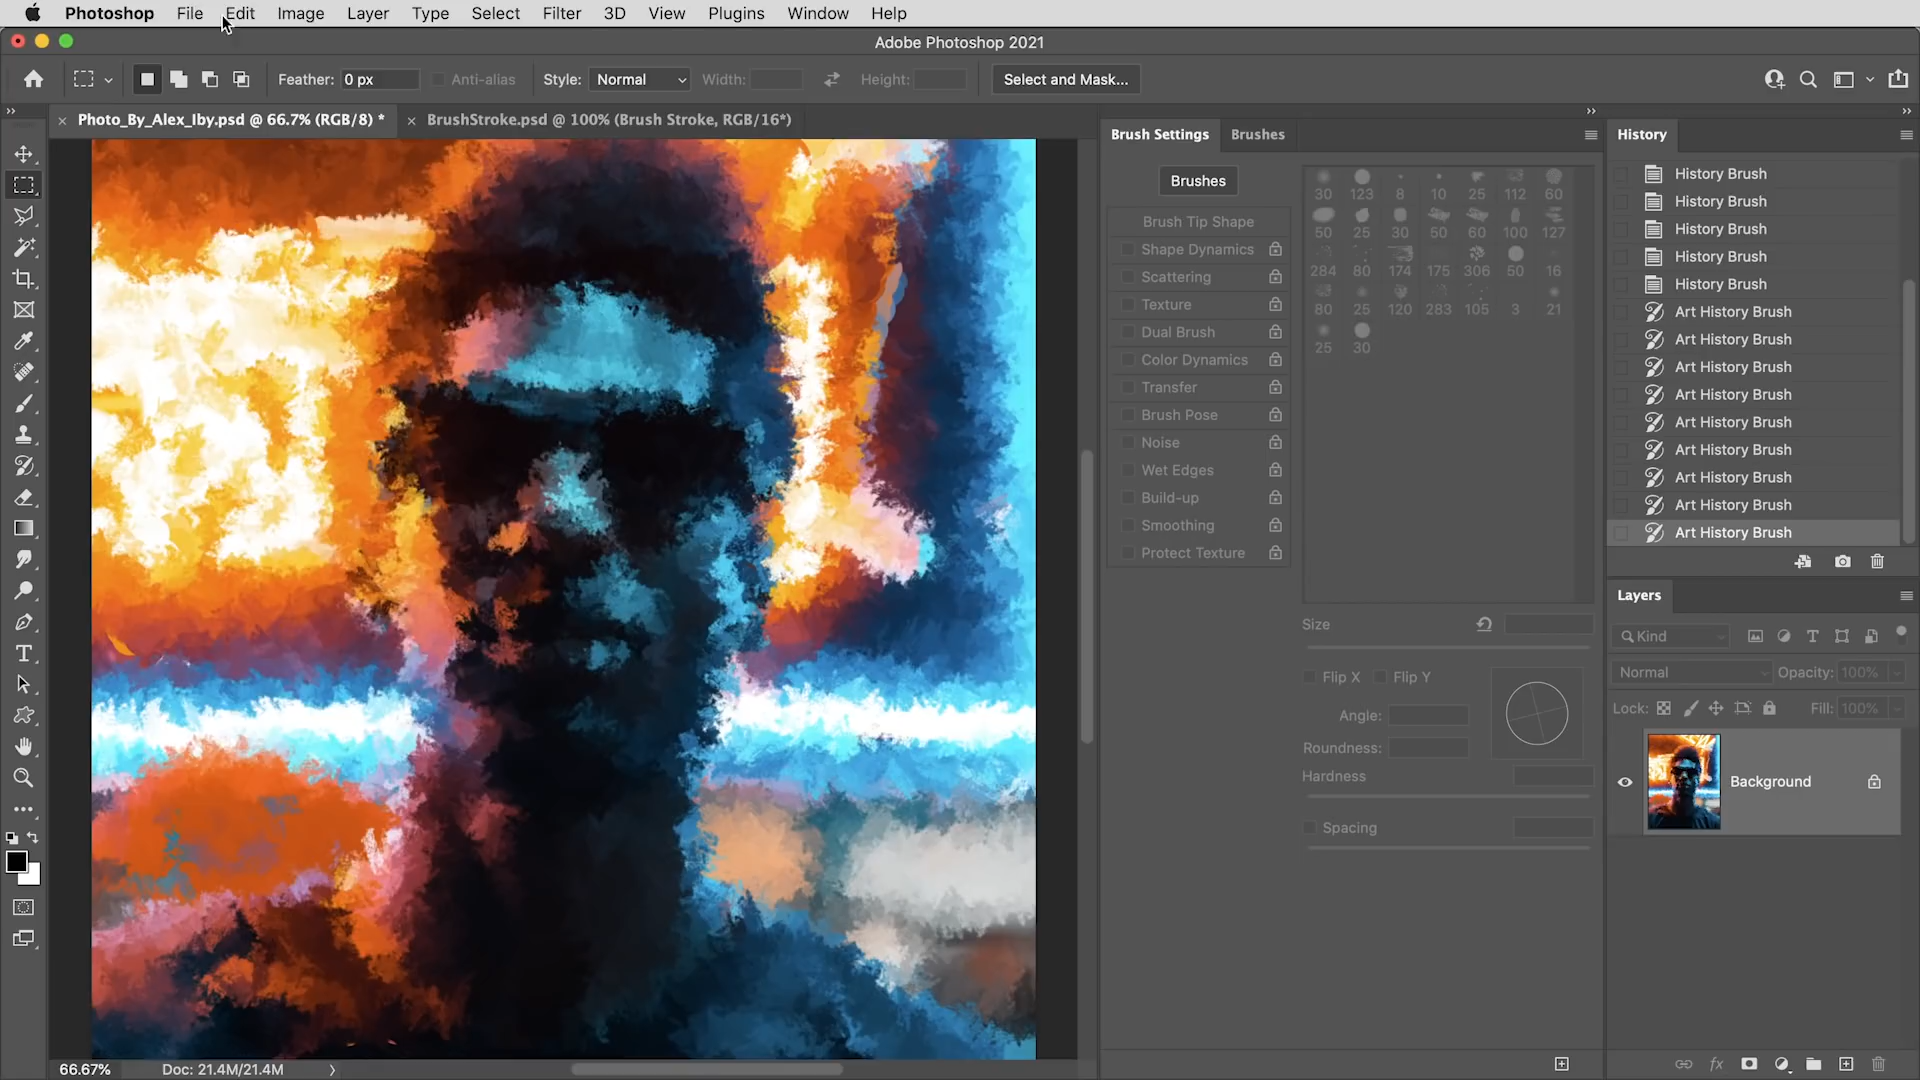 Photoshop File Edit Image Layer Type Select Filter 3D View Plugins Window Help
Adobe Photoshop 2021
Feather: 0 px Anti-alias Style: Normal Width: Height: Select and Mask...
Photo_By_Alex_Iby.psd @ 66.7% (RGB/8) * BrushStroke.psd @ 100% (Brush Stroke, RGB/16*)
Brush Settings Brushes
Brushes
Brush Tip Shape
Shape Dynamics
Scattering
Texture
Dual Brush
Color Dynamics
Transfer
Brush Pose
Noise
Wet Edges
Build-up
Smoothing
Protect Texture
30 123 8 10 25 112 60
50 25 30 50 60 100 127
284 80 174 175 306 50 16
80 25 120 283 105 3 21
25 30
Size
Flip X Flip Y
Angle:
Roundness:
Hardness
Spacing
History
History Brush
History Brush
History Brush
History Brush
History Brush
Art History Brush
Art History Brush
Art History Brush
Art History Brush
Art History Brush
Art History Brush
Art History Brush
Art History Brush
Art History Brush
Layers
Kind
Normal Opacity: 100%
Lock: Fill: 100%
Background
fx
66.67% Doc: 21.4M/21.4M